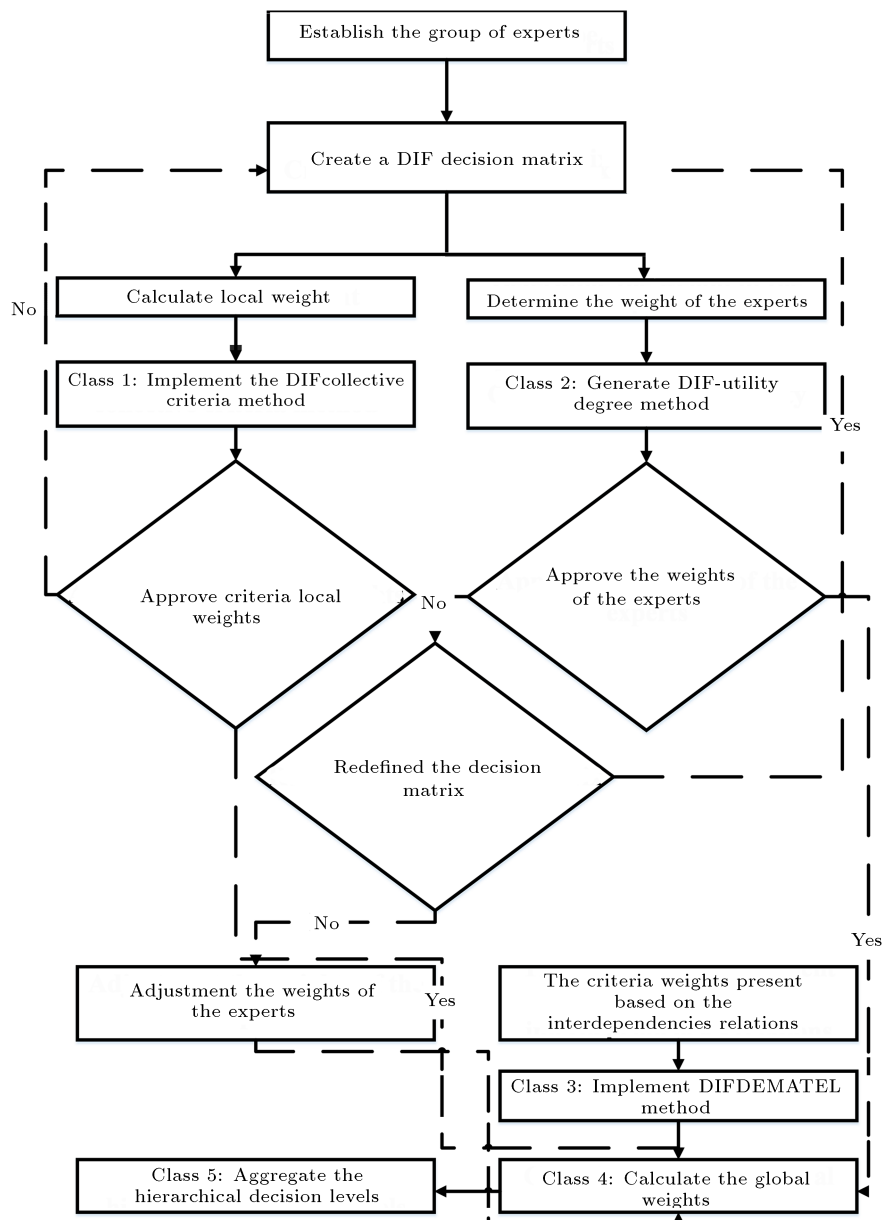 Establish the group of experts
Create a DIF decision matrix
No
Calculate local weight
Determine the weight of the experts
Class 1: Implement the DIFcollective
criteria method
Class 2: Generate DIF-utility
degree method
Yes
Approve criteria local
weights
No
Approve the weights
of the experts
Redefined the decision
matrix
No
Yes
Adjustment the weights of
the experts
Yes
The criteria weights present
based on the
interdependencies relations
Class 3: Implement DIFDEMATEL
method
Class 5: Aggregate the
hierarchical decision levels
Class 4: Calculate the global
weights